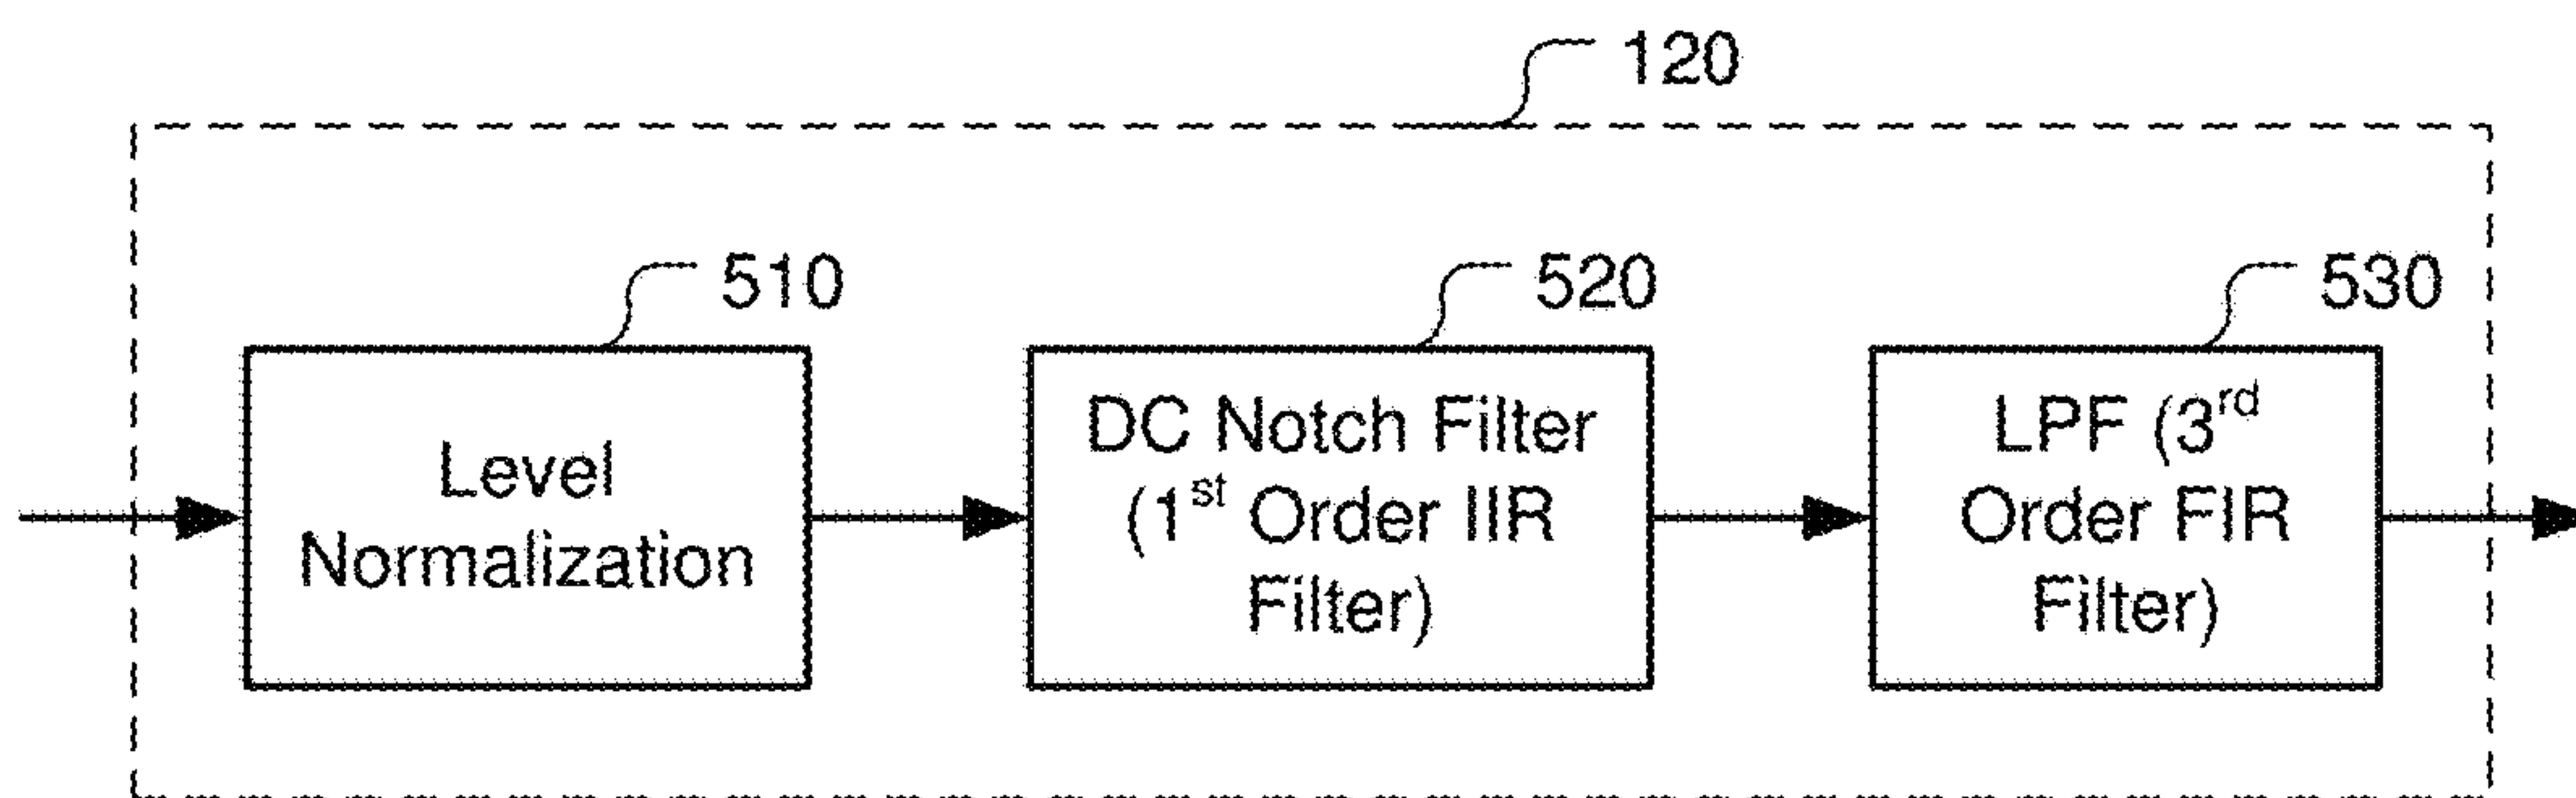 120
510
520
530
Level
Normalization
DC Notch Filter
(1st Order IIR
Filter)
LPF (3rd
Order FIR
Filter)